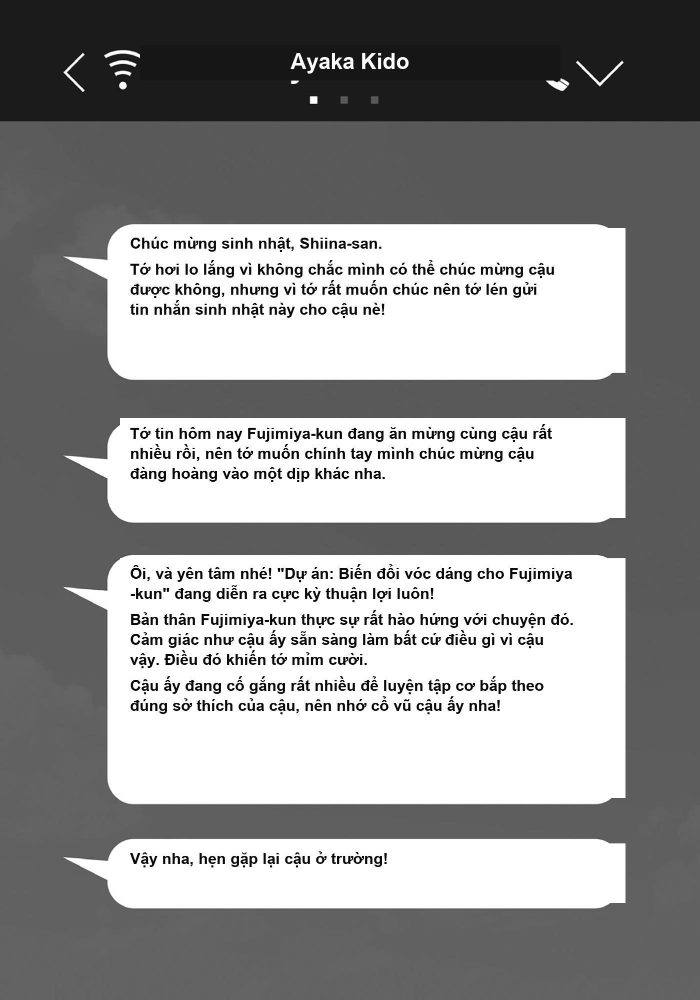 Ayaka Kido
Chúc mừng sinh nhật, Shiina-san.
Tớ hơi lo lắng vì không chắc mình có thể chúc mừng cậu
được không, nhưng vì tớ rất muốn chúc nên tớ lén gửi
tin nhắn sinh nhật này cho cậu nè!
Tớ tin hôm nay Fujimiya-kun đang ăn mừng cùng cậu rất
nhiều rồi, nên tớ muốn chính tay mình chúc mừng cậu
đàng hoàng vào một dịp khác nha.
Ôi, và yên tâm nhé! "Dự án: Biến đổi vóc dáng cho Fujimiya
-kun" đang diễn ra cực kỳ thuận lợi luôn!
Bản thân Fujimiya-kun thực sự rất hào hứng với chuyện đó.
Cảm giác như cậu ấy sẵn sàng làm bất cứ điều gì vì cậu
vậy. Điều đó khiến tớ mỉm cười.
Cậu ấy đang cố gắng rất nhiều để luyện tập cơ bắp theo
đúng sở thích của cậu, nên nhớ cổ vũ cậu ấy nha!
Vậy nha, hẹn gặp lại cậu ở trường!